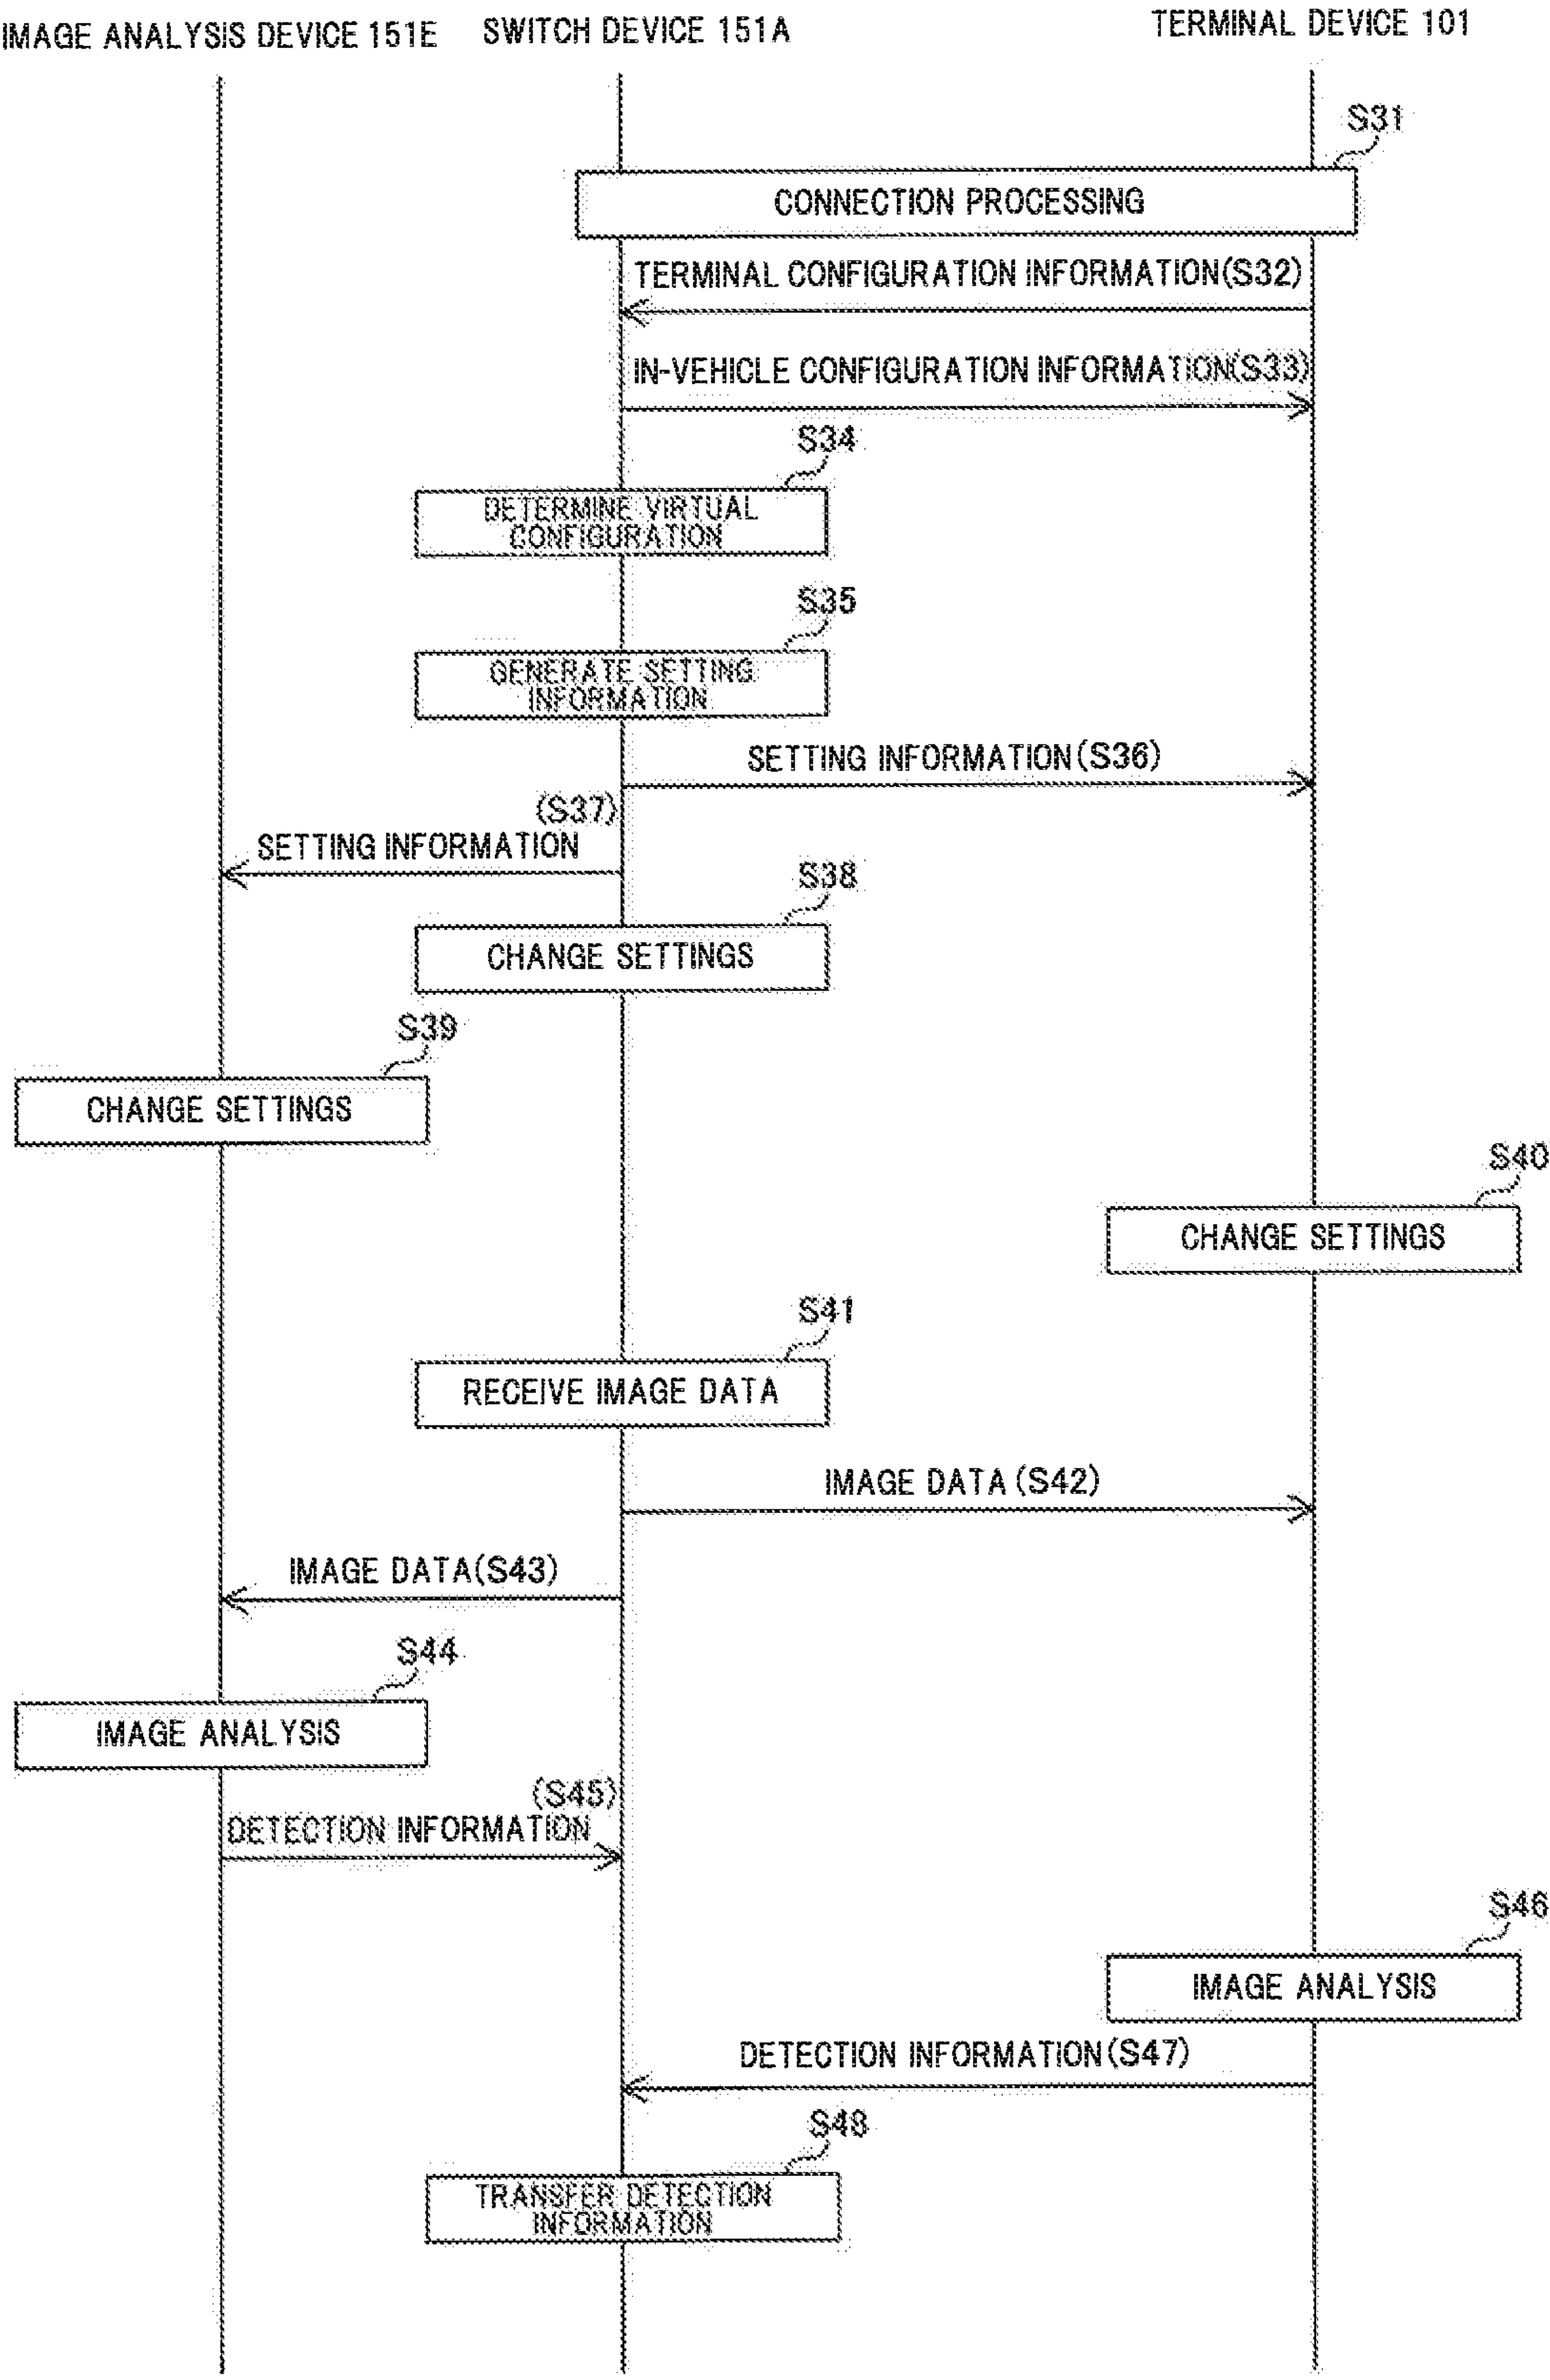 IMAGE ANALYSIS DEVICE 151E
SWITCH DEVICE 151A
TERMINAL DEVICE 101
S31
CONNECTION PROCESSING
TERMINAL CONFIGURATION INFORMATION(S32)
IN-VEHICLE CONFIGURATION INFORMATION(S33)
S34
DETERMINE VIRTUAL
CONFIGURATION
S35
GENERATE SETTING
INFORMATION
SETTING INFORMATION(S36)
(S37)
SETTING INFORMATION
S38
CHANGE SETTINGS
S39
CHANGE SETTINGS
S40
CHANGE SETTINGS
S41
RECEIVE IMAGE DATA
IMAGE DATA(S42)
IMAGE DATA(S43)
S44
IMAGE ANALYSIS
(S45)
DETECTION INFORMATION
S46
IMAGE ANALYSIS
DETECTION INFORMATION(S47)
S48
TRANSFER DETECTION
INFORMATION